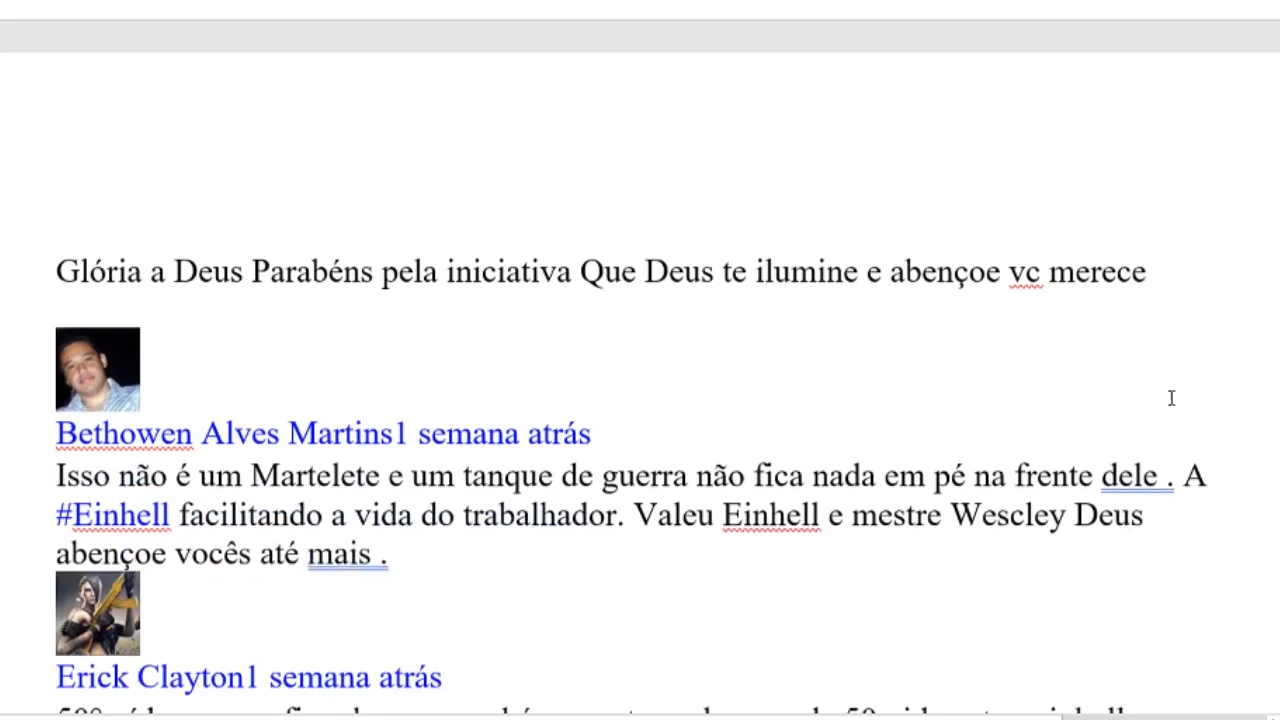 Glória a Deus Parabéns pela iniciativa Que Deus te ilumine e abençoe vc merece
Bethowen Alves Martins1 semana atrás
Isso não é um Martelete e um tanque de guerra não fica nada em pé na frente dele . A
#Einhell facilitando a vida do trabalhador. Valeu Einhell e mestre Wescley Deus
abençoe vocês até mais .
Erick Clayton1 semana atrás